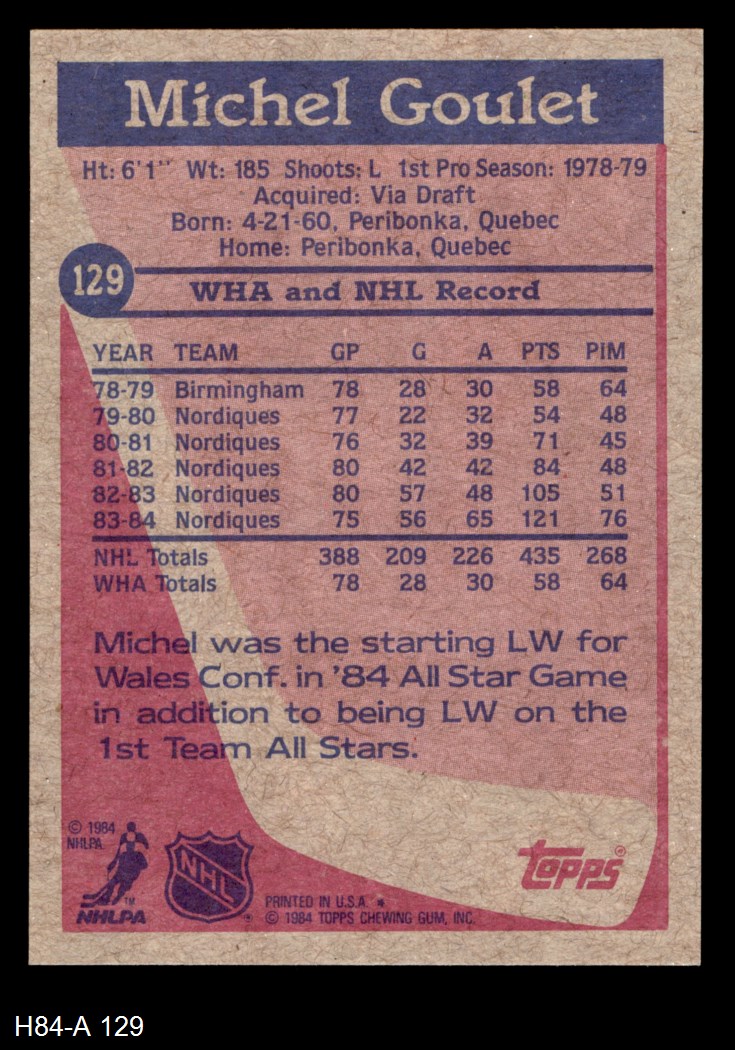 Michel Goulet
Ht: 6'1" Wt: 185 Shoots: L 1st Pro Season: 1978-79
Acquired: Via Draft
Born: 4-21-60, Peribonka, Quebec
Home: Peribonka, Quebec
129
WHA and NHL Record
YEAR TEAM GP G A PTS PIM
78-79 Birmingham 78 28 30 58 64
79-80 Nordiques 77 22 32 54 48
80-81 Nordiques 76 32 39 71 45
81-82 Nordiques 80 42 42 84 48
82-83 Nordiques 80 57 48 105 51
83-84 Nordiques 75 56 65 121 76
NHL Totals 388 209 226 435 268
WHA Totals 78 28 30 58 64
Michel was the starting LW for
Wales Conf. in '84 All Star Game
in addition to being LW on the
1st Team All Stars.
© 1984
NHLPA
™
NHLPA
NHL
®
topps®
PRINTED IN U.S.A. *
© 1984 TOPPS CHEWING GUM, INC.
H84-A 129